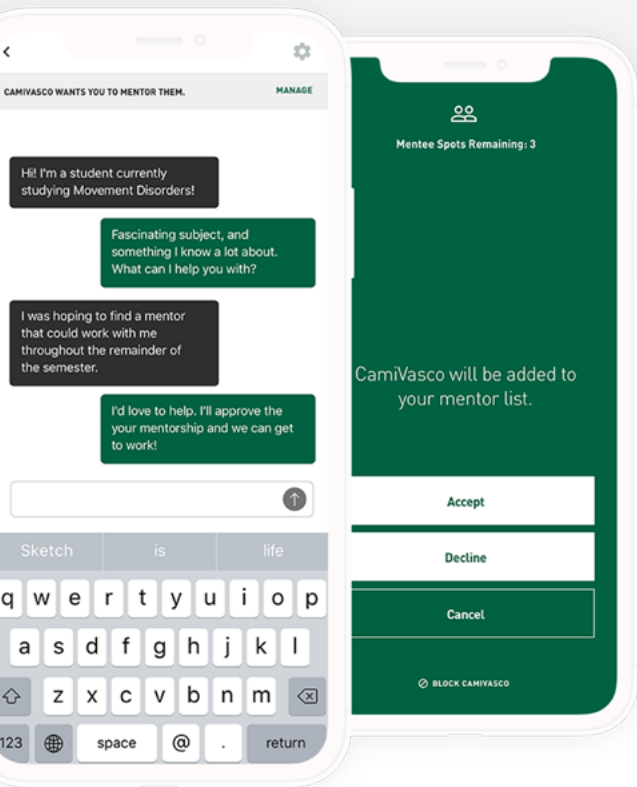 CAMIVASCO WANTS YOU TO MENTOR THEM. MANAGE
Hi! I'm a student currently
studying Movement Disorders!
Fascinating subject, and
something I know a lot about.
What can I help you with?
I was hoping to find a mentor
that could work with me
throughout the remainder of
the semester.
I'd love to help. I'll approve the
your mentorship and we can get
to work!
Sketch is life
q w e r t y u i o p
a s d f g h j k l
z x c v b n m
123 space @ . return
Mentee Spots Remaining: 3
CamiVasco will be added to
your mentor list.
Accept
Decline
Cancel
BLOCK CAMIVASCO